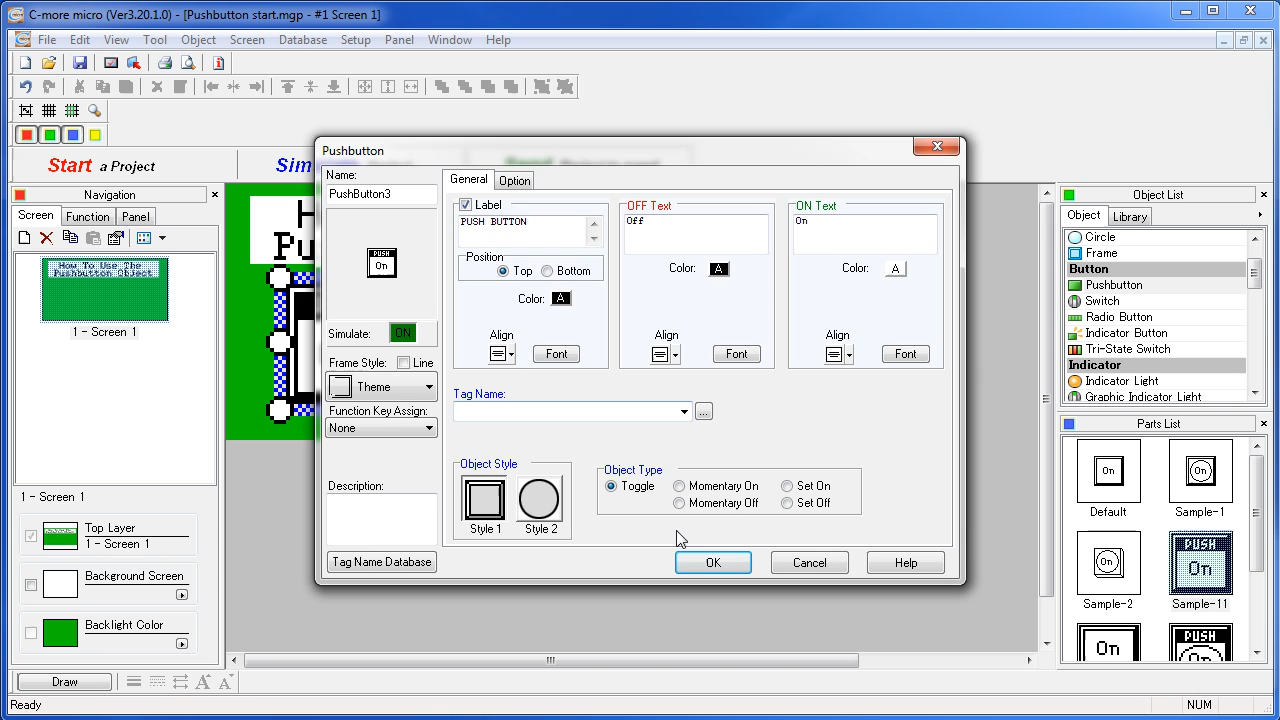 C-more micro (Ver3.20.1.0) - [Pushbutton start.mgp - #1 Screen 1]
File Edit View Tool Object Screen Database Setup Panel Window Help
Start a Project
Navigation
Screen Function Panel
How To Use The
Pushbutton Object
1 - Screen 1
1 - Screen 1
Top Layer
1 - Screen 1
Background Screen
Backlight Color
Draw
Ready
NUM
Pushbutton
Name:
PushButton3
PUSH
On
Simulate: ON
Frame Style: Line
Theme
Function Key Assign:
None
Description:
Tag Name Database
General Option
Label
PUSH BUTTON
Position
Top Bottom
Color: A
Align
Font
OFF Text
Off
Color: A
Align
Font
ON Text
On
Color: A
Align
Font
Tag Name:
...
Object Style
Style 1 Style 2
Object Type
Toggle Momentary On Set On
Momentary Off Set Off
OK Cancel Help
Object List
Object Library
Circle
Frame
Button
Pushbutton
Switch
Radio Button
Indicator Button
Tri-State Switch
Indicator
Indicator Light
Graphic Indicator Light
Parts List
On On
Default Sample-1
On PUSH
On
Sample-2 Sample-11
On PUSH